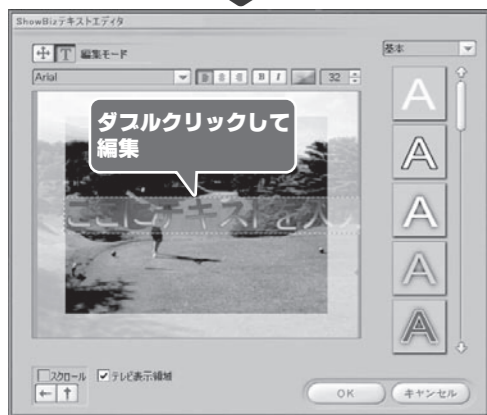 ShowBizテキストエディタ
T 編集モード
基本
Arial
B I 32
ダブルクリックして
編集
ここにテキストを入
A
A
A
A
A
スクロール テレビ表示領域
OK キャンセル